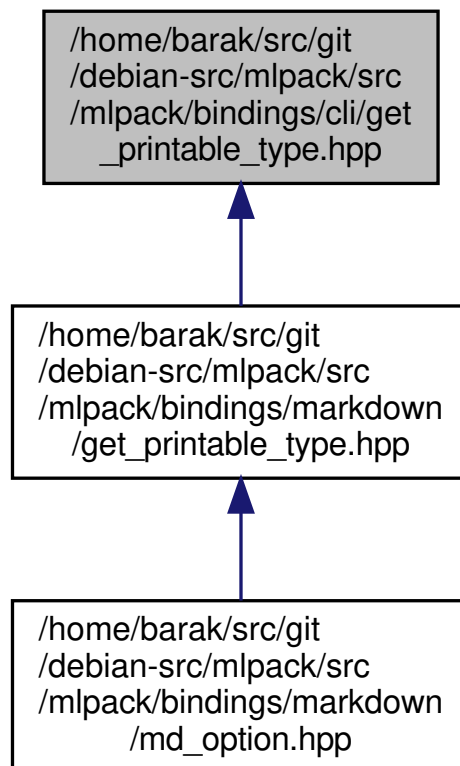 /home/barak/src/git
/debian-src/mlpack/src
/mlpack/bindings/cli/get
_printable_type.hpp
/home/barak/src/git
/debian-src/mlpack/src
/mlpack/bindings/markdown
/get_printable_type.hpp
/home/barak/src/git
/debian-src/mlpack/src
/mlpack/bindings/markdown
/md_option.hpp